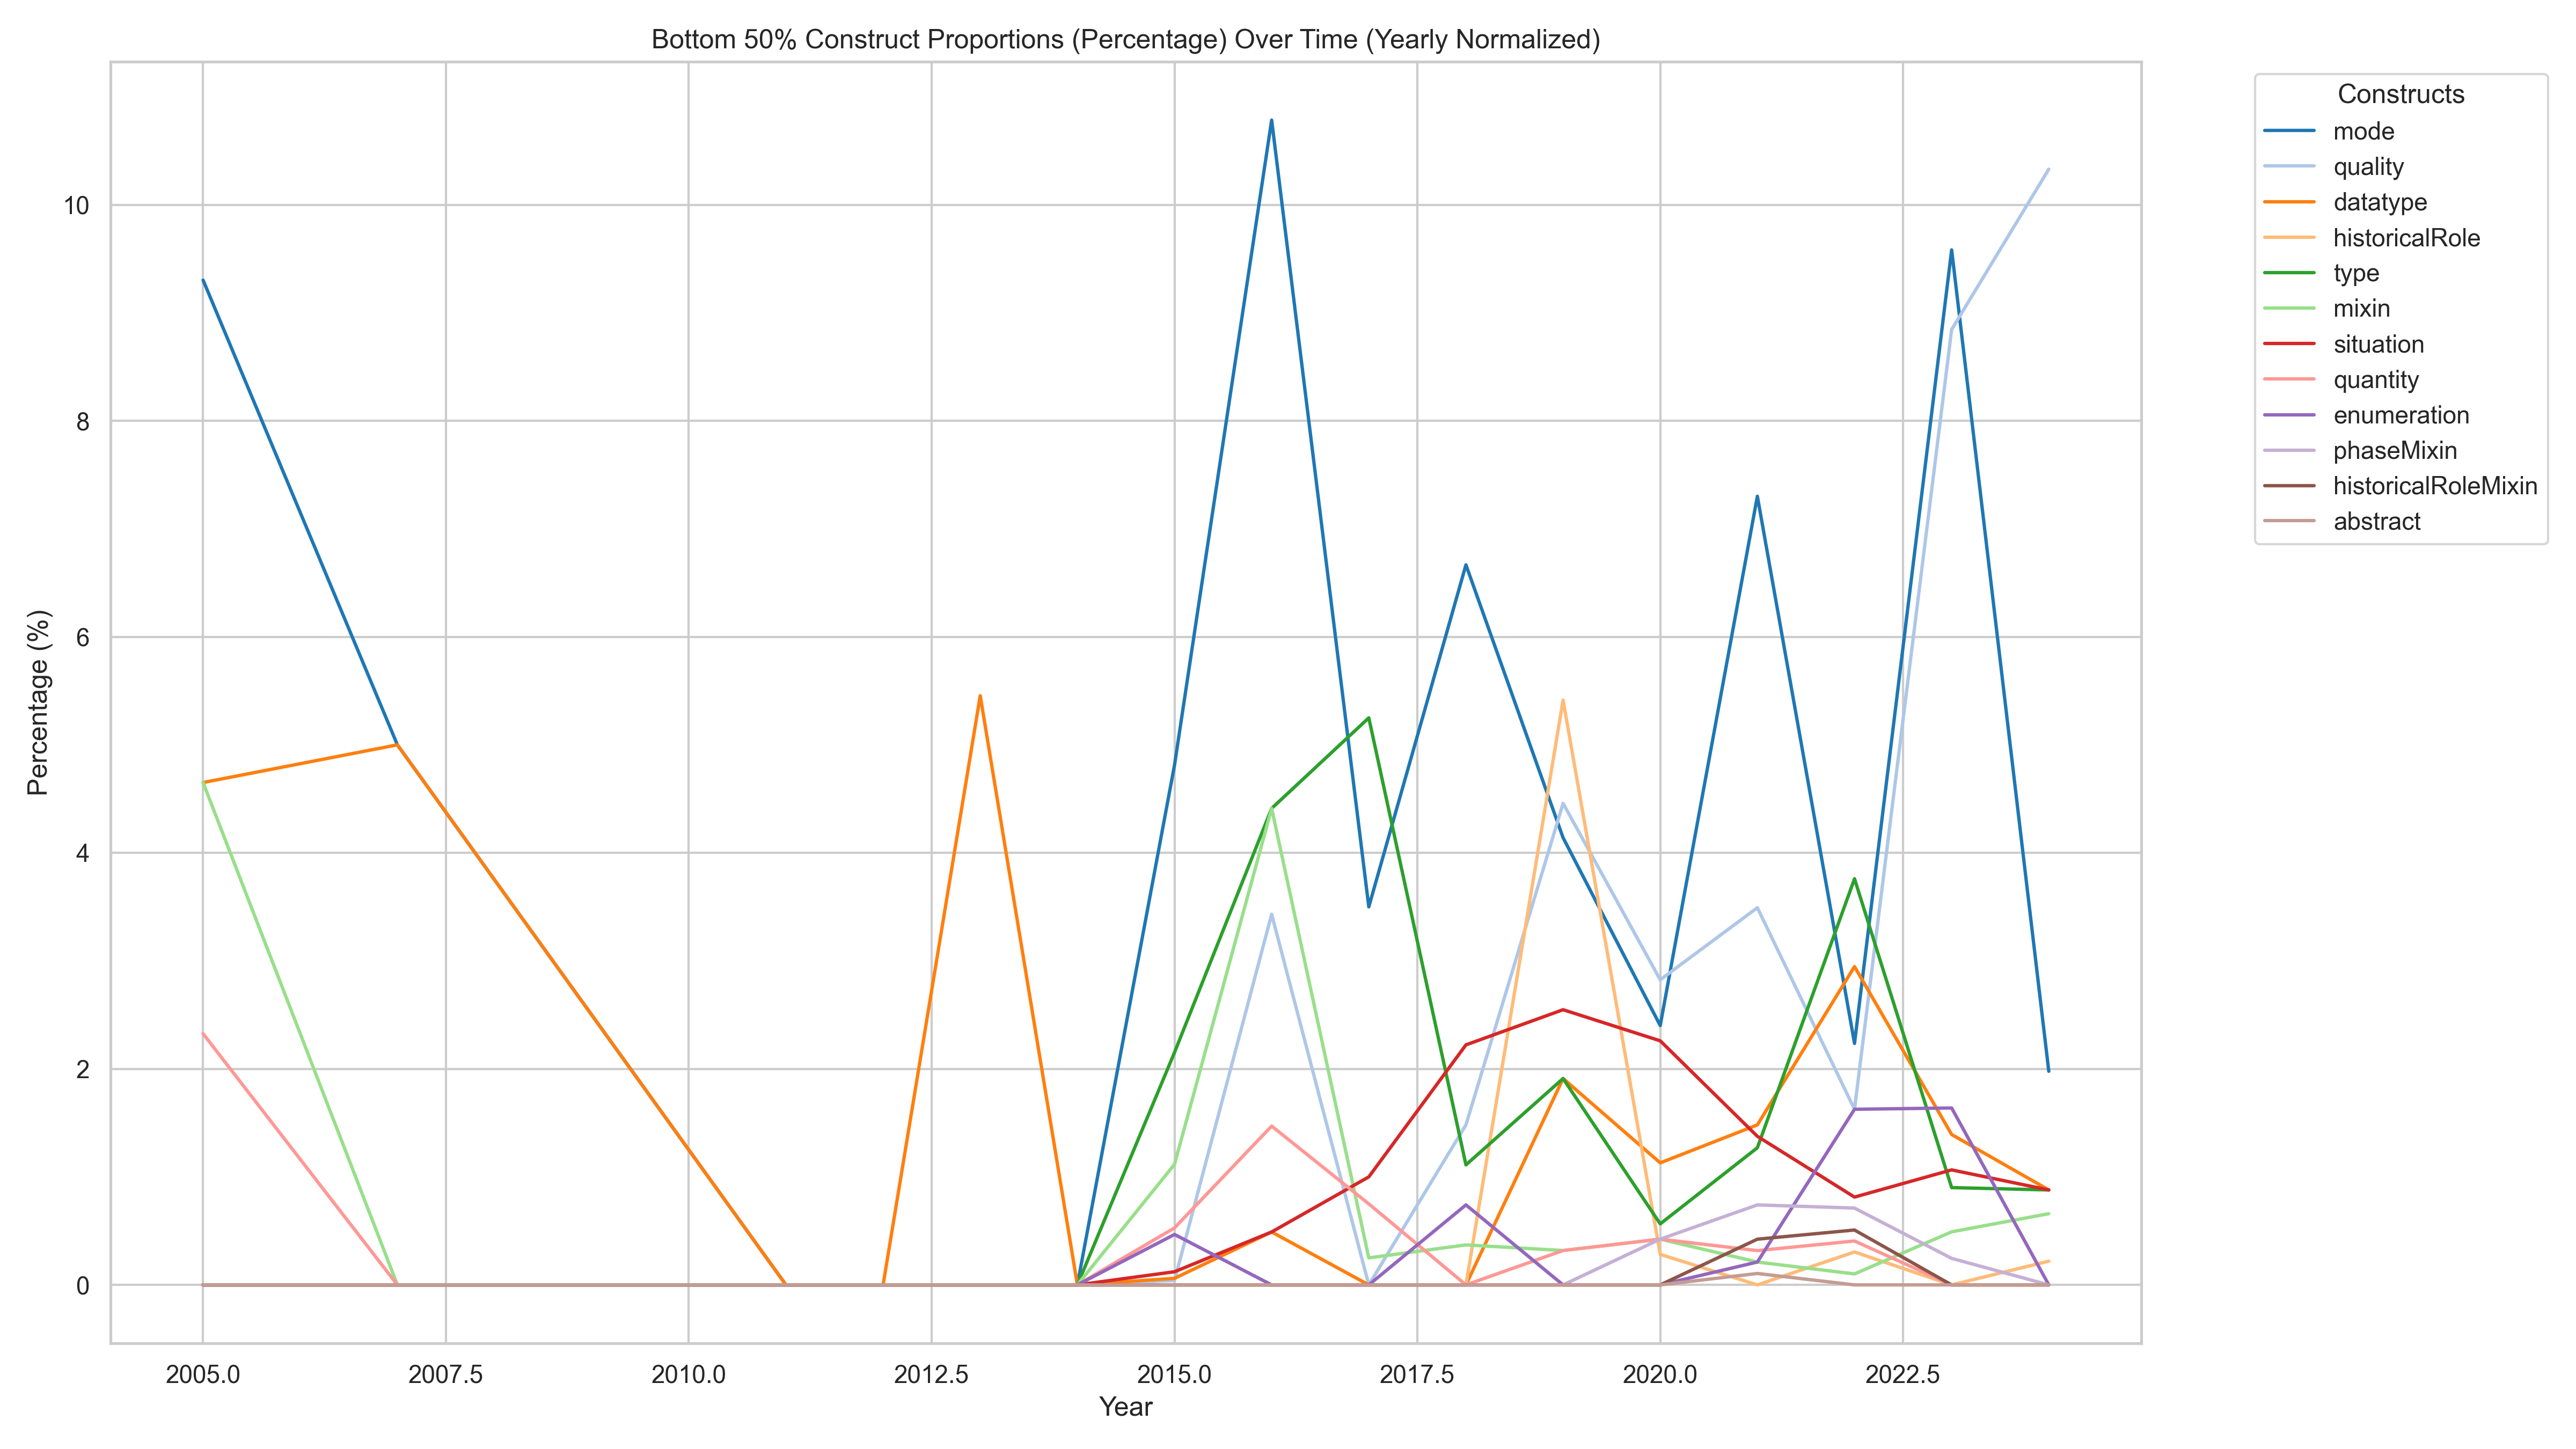 Bottom 50% Construct Proportions (Percentage) Over Time (Yearly Normalized)
Constructs
mode
quality
datatype
historicalRole
type
mixin
situation
quantity
enumeration
phaseMixin
historicalRoleMixin
abstract
Percentage (%)
10
8
6
4
2
0
2005.0
2007.5
2010.0
2012.5
2015.0
2017.5
2020.0
2022.5
Year